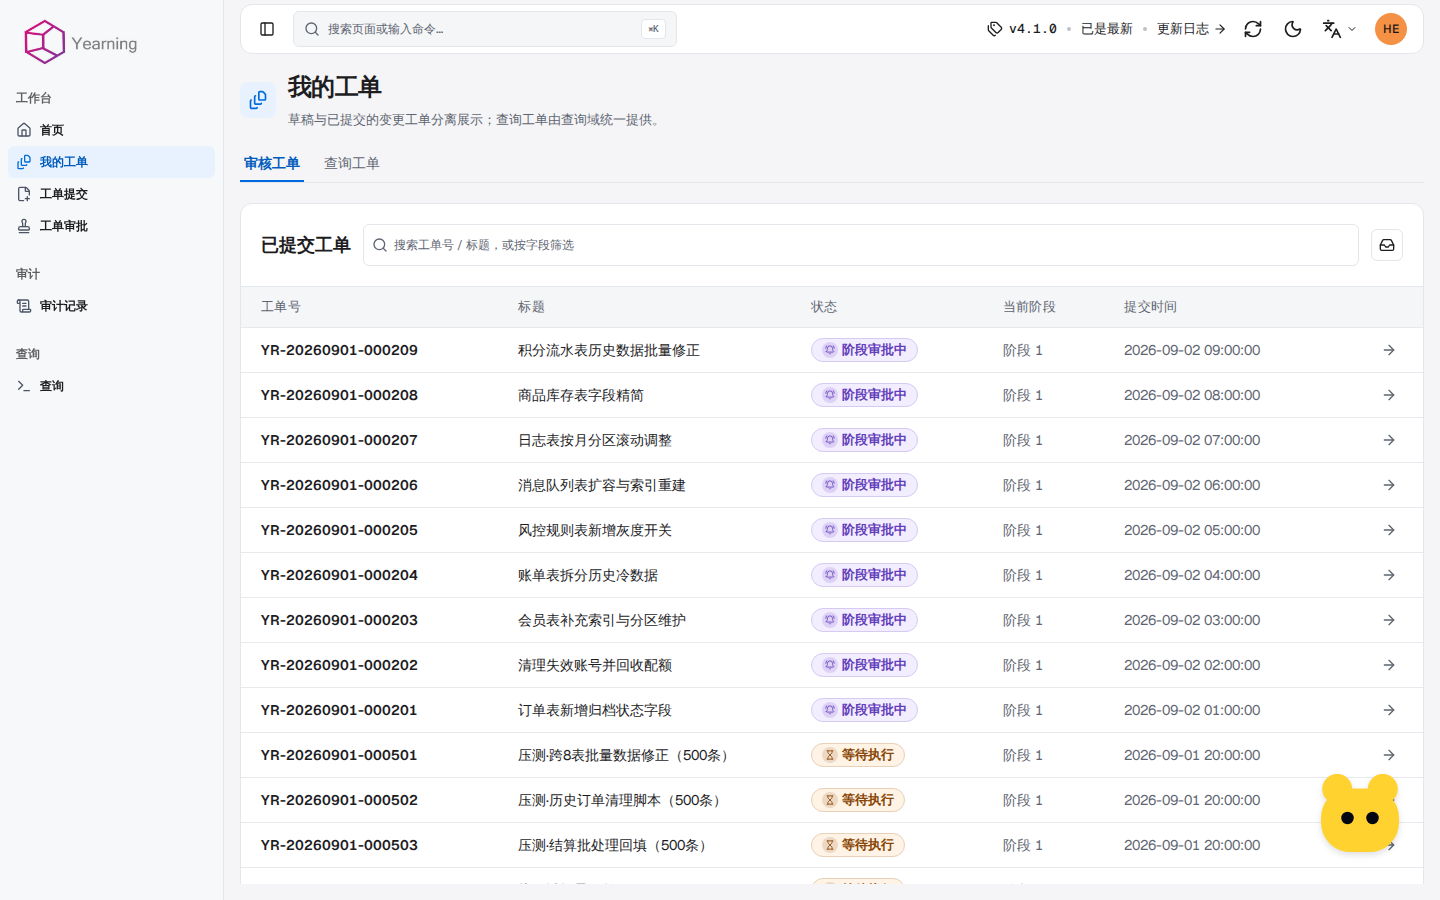 Yearning
工作台
首页
我的工单
工单提交
工单审批
审计
审计记录
查询
查询
搜索页面或输入命令... ⌘K
v4.1.0 • 已是最新 • 更新日志 →
HE
我的工单
草稿与已提交的变更工单分离展示；查询工单由查询域统一提供。
审核工单 查询工单
已提交工单 搜索工单号 / 标题，或按字段筛选
工单号 标题 状态 当前阶段 提交时间
YR-20260901-000209 积分流水表历史数据批量修正 阶段审批中 阶段 1 2026-09-02 09:00:00
YR-20260901-000208 商品库存表字段精简 阶段审批中 阶段 1 2026-09-02 08:00:00
YR-20260901-000207 日志表按月分区滚动调整 阶段审批中 阶段 1 2026-09-02 07:00:00
YR-20260901-000206 消息队列表扩容与索引重建 阶段审批中 阶段 1 2026-09-02 06:00:00
YR-20260901-000205 风控规则表新增灰度开关 阶段审批中 阶段 1 2026-09-02 05:00:00
YR-20260901-000204 账单表拆分历史冷数据 阶段审批中 阶段 1 2026-09-02 04:00:00
YR-20260901-000203 会员表补充索引与分区维护 阶段审批中 阶段 1 2026-09-02 03:00:00
YR-20260901-000202 清理失效账号并回收配额 阶段审批中 阶段 1 2026-09-02 02:00:00
YR-20260901-000201 订单表新增归档状态字段 阶段审批中 阶段 1 2026-09-02 01:00:00
YR-20260901-000501 压测·跨8表批量数据修正（500条） 等待执行 阶段 1 2026-09-01 20:00:00
YR-20260901-000502 压测·历史订单清理脚本（500条） 等待执行 阶段 1 2026-09-01 20:00:00
YR-20260901-000503 压测·结算批处理回填（500条） 等待执行 阶段 1 2026-09-01 20:00:00